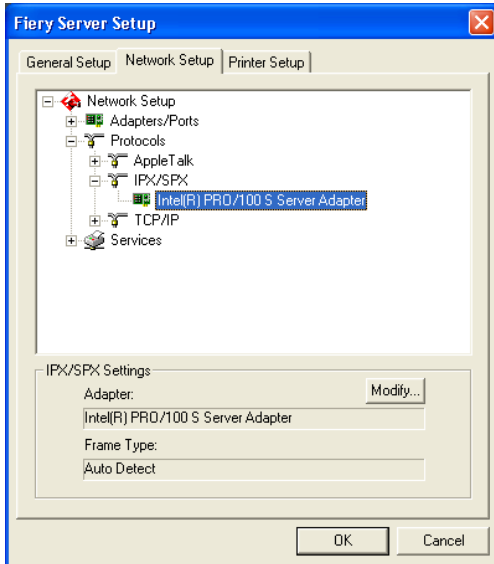 Fiery Server Setup
General Setup Network Setup Printer Setup
Network Setup
Adapters/Ports
Protocols
AppleTalk
IPX/SPX
Intel(R) PRO/100 S Server Adapter
TCP/IP
Services
IPX/SPX Settings
Adapter: Modify...
Intel(R) PRO/100 S Server Adapter
Frame Type:
Auto Detect
OK Cancel